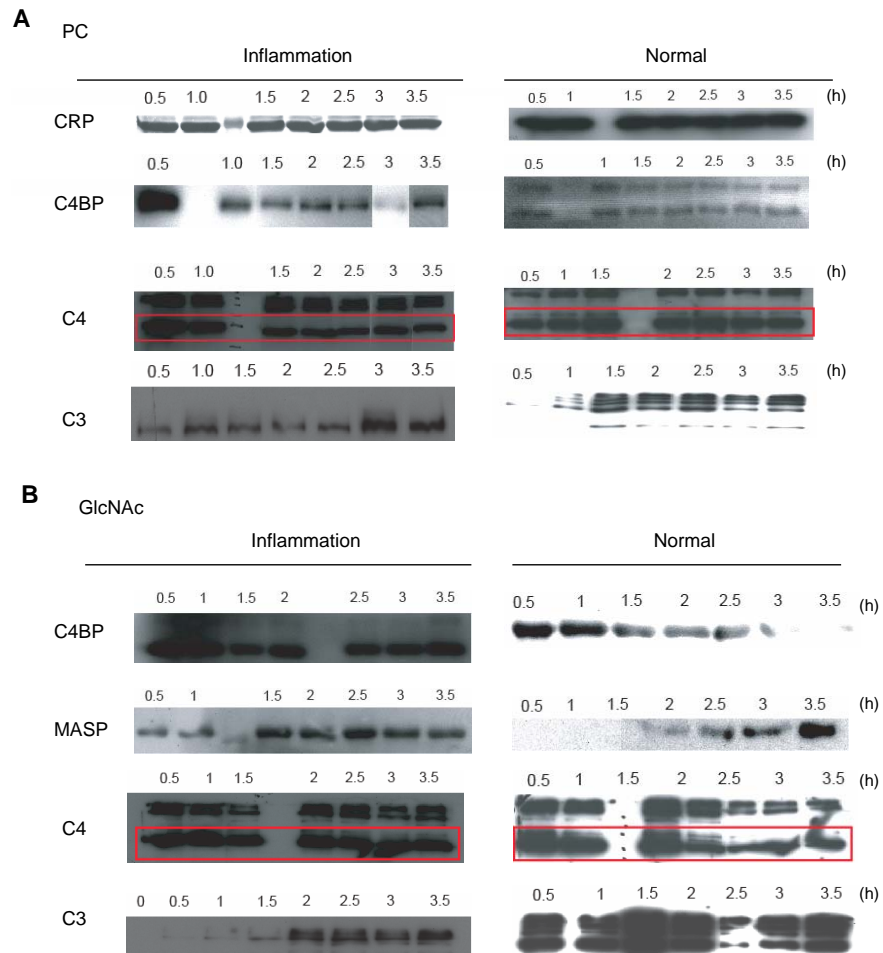 A
PC
Inflammation
Normal
0.5 1.0 1.5 2 2.5 3 3.5
0.5 1 1.5 2 2.5 3 3.5 (h)
CRP
0.5 1.0 1.5 2 2.5 3 3.5
0.5 1 1.5 2 2.5 3 3.5 (h)
C4BP
0.5 1.0 1.5 2 2.5 3 3.5
0.5 1 1.5 2 2.5 3 3.5 (h)
C4
0.5 1.0 1.5 2 2.5 3 3.5
0.5 1 1.5 2 2.5 3 3.5 (h)
C3
B
GlcNAc
Inflammation
Normal
0.5 1 1.5 2 2.5 3 3.5
0.5 1 1.5 2 2.5 3 3.5 (h)
C4BP
0.5 1 1.5 2 2.5 3 3.5
0.5 1 1.5 2 2.5 3 3.5 (h)
MASP
0.5 1 1.5 2 2.5 3 3.5
0.5 1 1.5 2 2.5 3 3.5 (h)
C4
0 0.5 1 1.5 2 2.5 3 3.5
0.5 1 1.5 2 2.5 3 3.5 (h)
C3